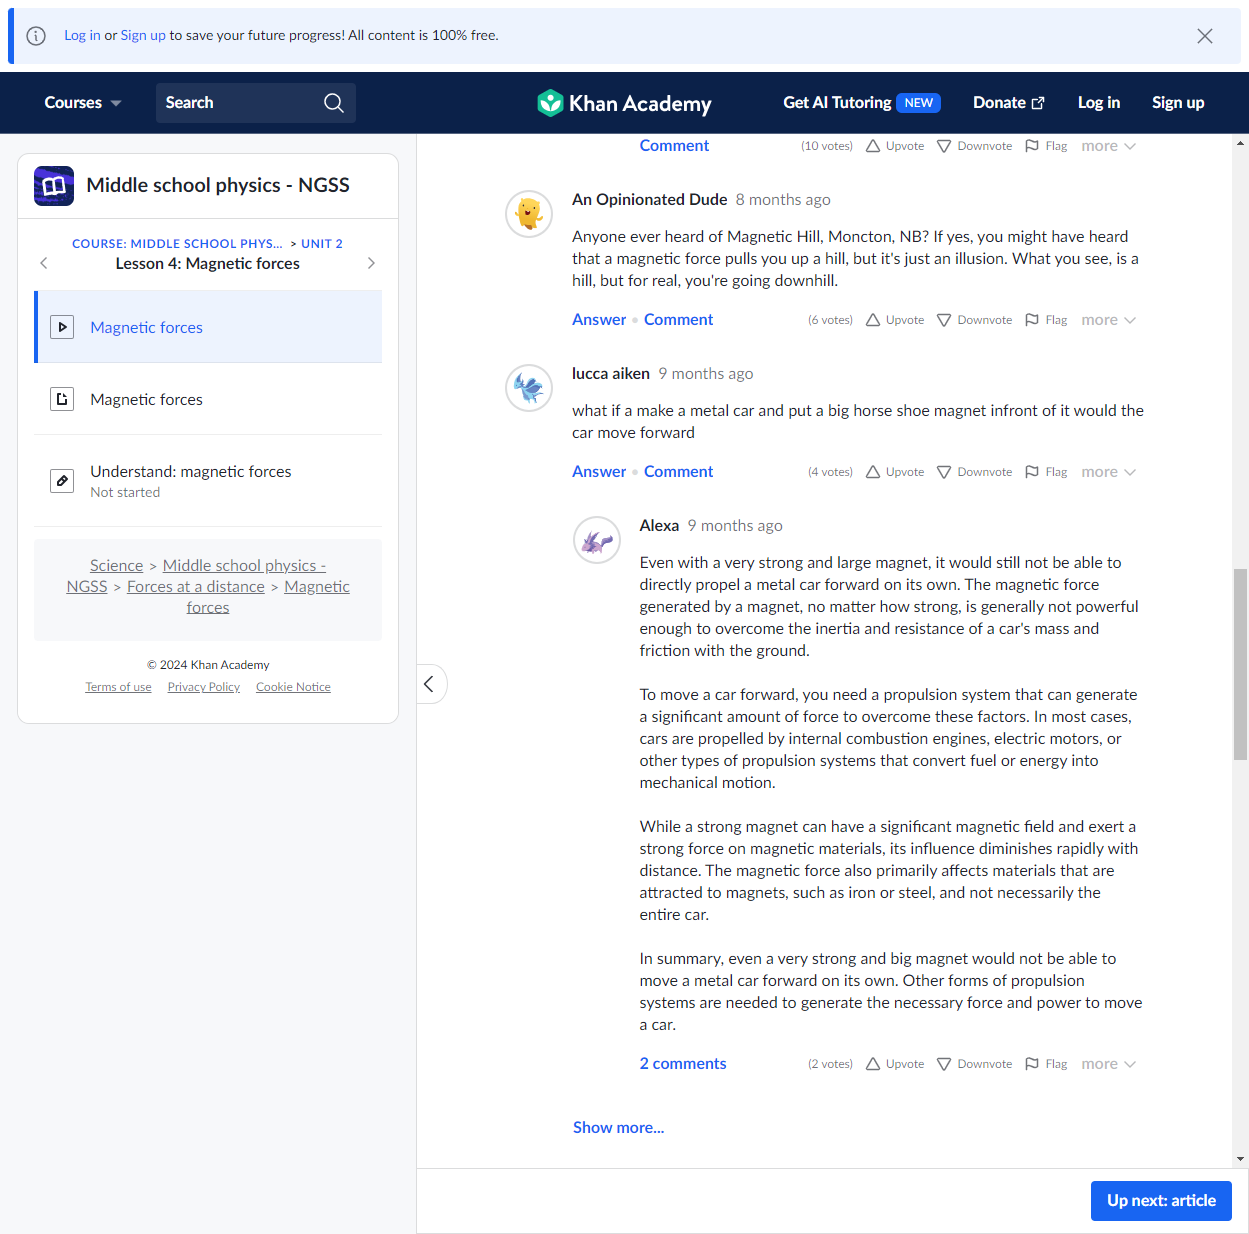 Log in or Sign up to save your future progress! All content is 100% free.
Courses
Search
Khan Academy
Get AI Tutoring NEW
Donate
Log in
Sign up
Middle school physics - NGSS
COURSE: MIDDLE SCHOOL PHYS... > UNIT 2
Lesson 4: Magnetic forces
Magnetic forces
Magnetic forces
Understand: magnetic forces
Not started
Science > Middle school physics -
NGSS > Forces at a distance > Magnetic
forces
© 2024 Khan Academy
Terms of use Privacy Policy Cookie Notice
Comment (10 votes) Upvote Downvote Flag more
An Opinionated Dude 8 months ago
Anyone ever heard of Magnetic Hill, Moncton, NB? If yes, you might have heard
that a magnetic force pulls you up a hill, but it's just an illusion. What you see, is a
hill, but for real, you're going downhill.
Answer • Comment (6 votes) Upvote Downvote Flag more
lucca aiken 9 months ago
what if a make a metal car and put a big horse shoe magnet infront of it would the
car move forward
Answer • Comment (4 votes) Upvote Downvote Flag more
Alexa 9 months ago
Even with a very strong and large magnet, it would still not be able to
directly propel a metal car forward on its own. The magnetic force
generated by a magnet, no matter how strong, is generally not powerful
enough to overcome the inertia and resistance of a car's mass and
friction with the ground.
To move a car forward, you need a propulsion system that can generate
a significant amount of force to overcome these factors. In most cases,
cars are propelled by internal combustion engines, electric motors, or
other types of propulsion systems that convert fuel or energy into
mechanical motion.
While a strong magnet can have a significant magnetic field and exert a
strong force on magnetic materials, its influence diminishes rapidly with
distance. The magnetic force also primarily affects materials that are
attracted to magnets, such as iron or steel, and not necessarily the
entire car.
In summary, even a very strong and big magnet would not be able to
move a metal car forward on its own. Other forms of propulsion
systems are needed to generate the necessary force and power to move
a car.
2 comments (2 votes) Upvote Downvote Flag more
Show more...
Up next: article